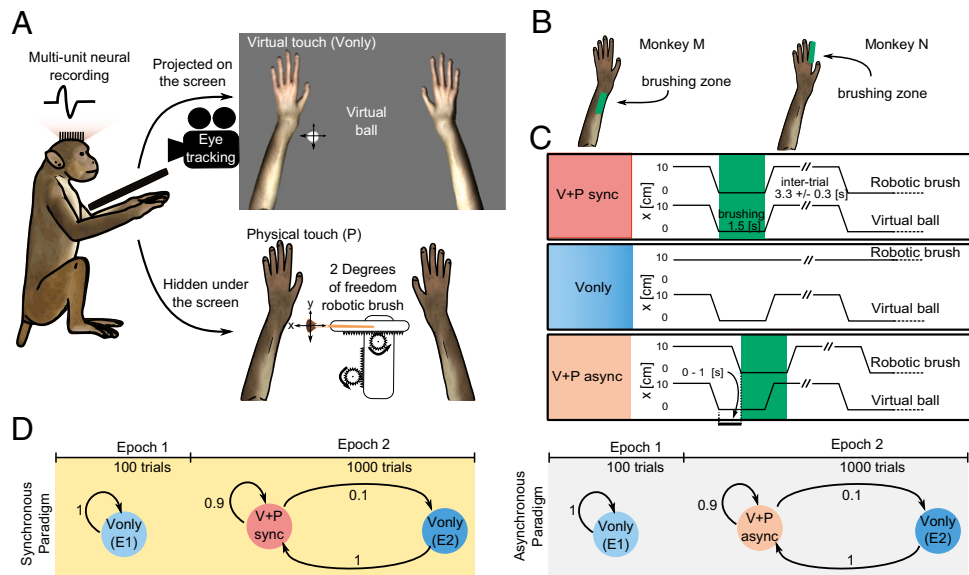 A
Multi-unit neural
recording
Projected on
the screen
Eye
tracking
Virtual touch (Vonly)
Virtual
ball
Hidden under
the screen
Physical touch (P)
2 Degrees
of freedom
robotic brush
y
x
B
Monkey M
brushing zone
Monkey N
brushing zone
C
V+P sync
x [cm]
10
0
10
0
brushing
1.5 [s]
inter-trial
3.3 +/- 0.3 [s]
Robotic brush
Virtual ball
Vonly
x [cm]
10
0
10
0
Robotic brush
Virtual ball
V+P async
x [cm]
10
0
10
0
0 - 1 [s]
Robotic brush
Virtual ball
D
Synchronous
Paradigm
Epoch 1
100 trials
Epoch 2
1000 trials
1
Vonly
(E1)
0.9
V+P
sync
0.1
1
Vonly
(E2)
Asynchronous
Paradigm
Epoch 1
100 trials
Epoch 2
1000 trials
1
Vonly
(E1)
0.9
V+P
async
0.1
1
Vonly
(E2)